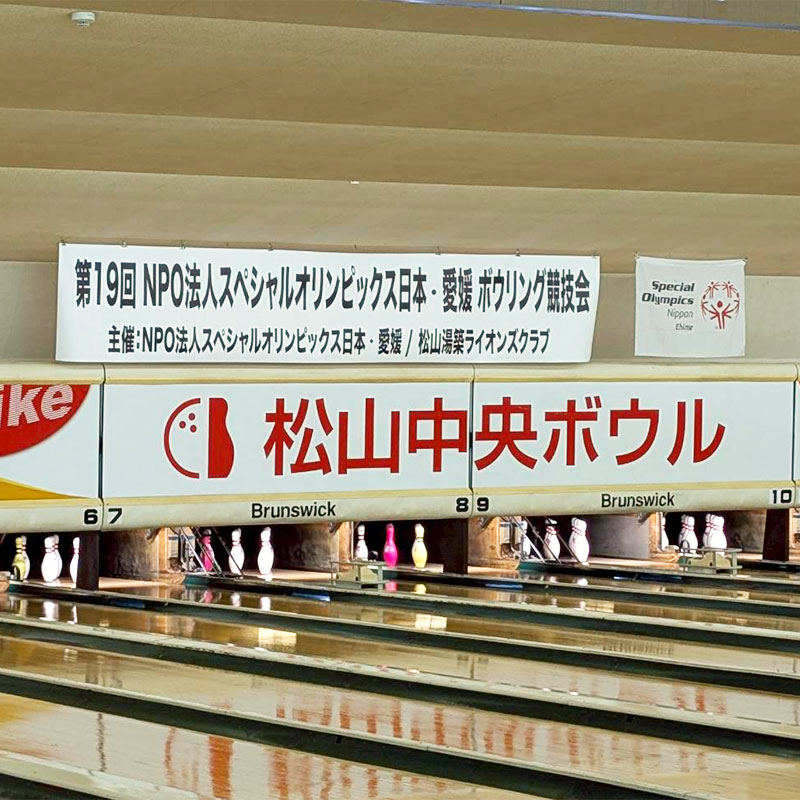 第19回 NPO法人スペシャルオリンピックス日本・愛媛 ボウリング競技会
主催:NPO法人スペシャルオリンピックス日本・愛媛 / 松山湯築ライオンズクラブ
Special
Olympics
Nippon
Ehime
ike
松山中央ボウル
6 7 Brunswick 8 9 Brunswick 10